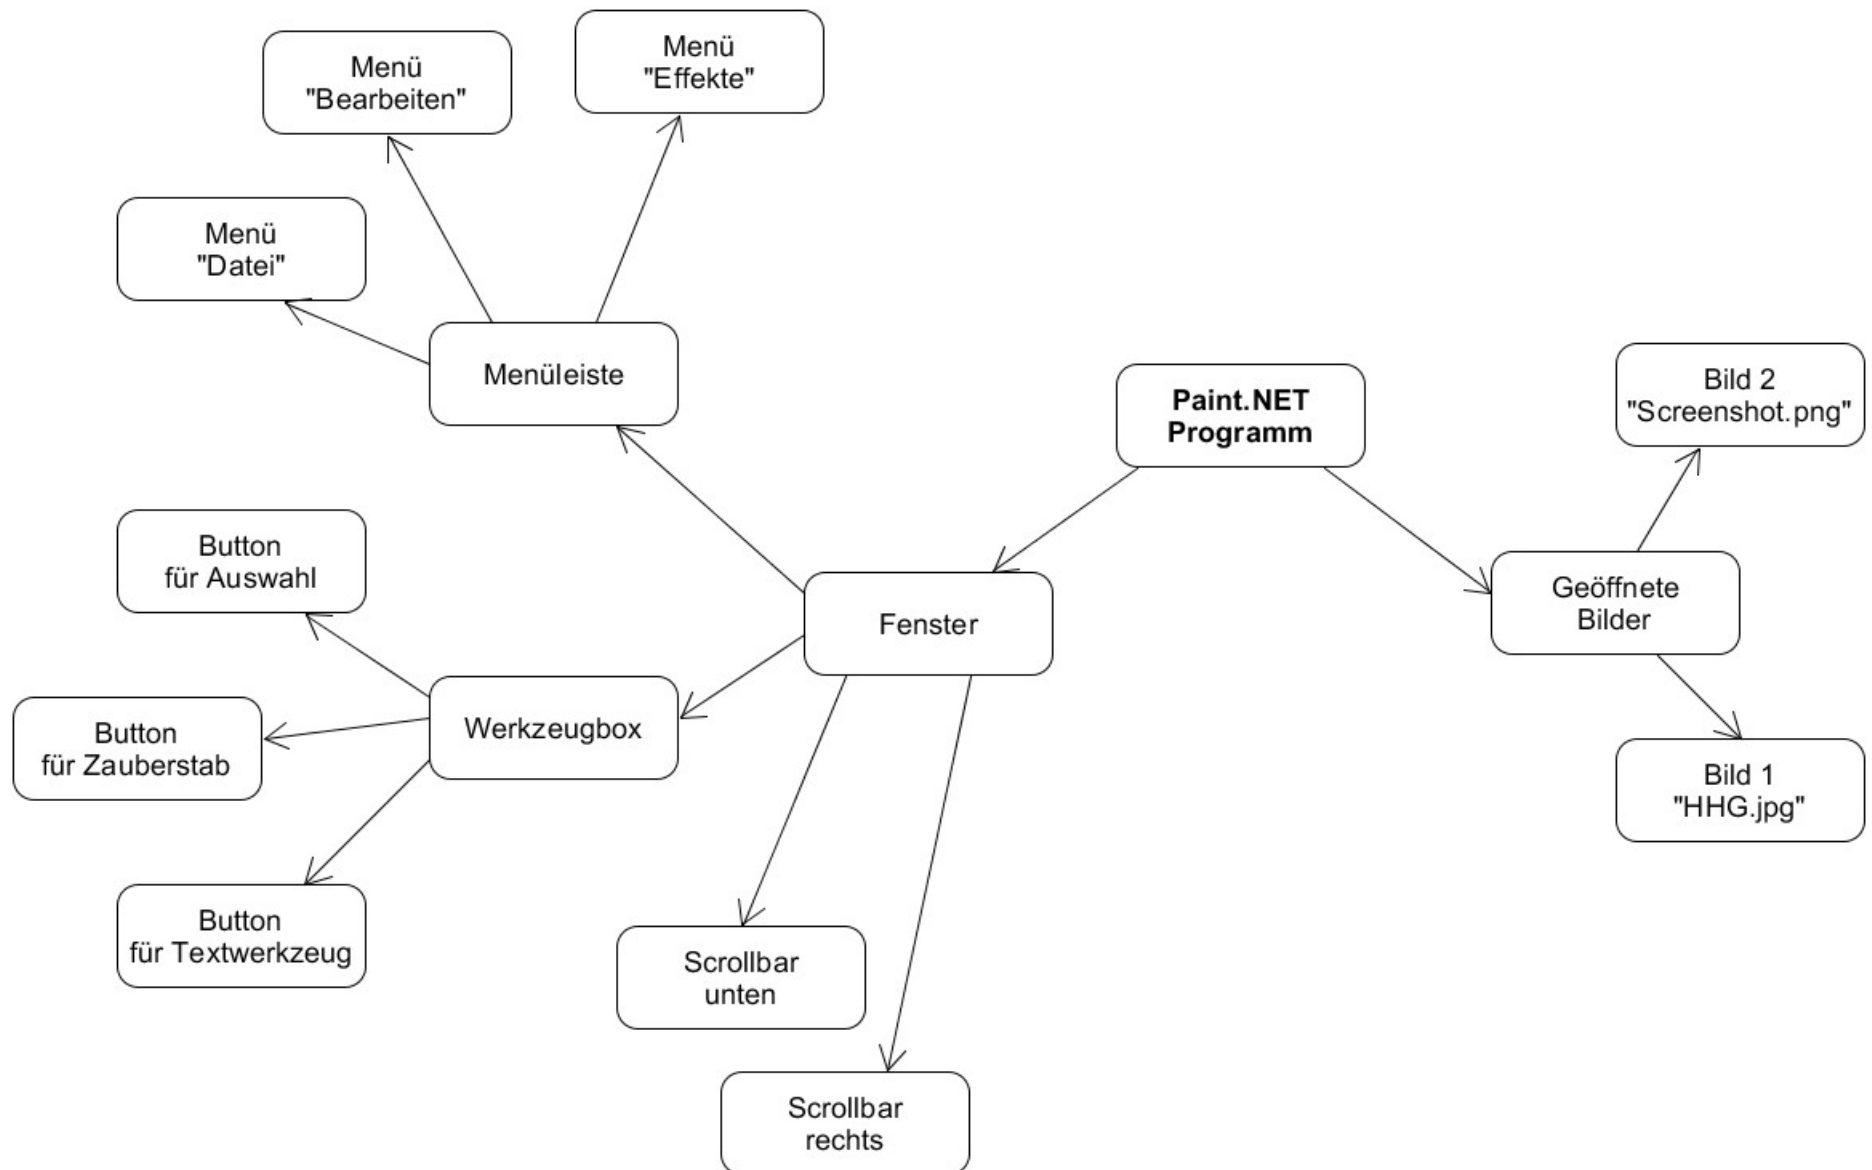 Menü
"Effekte"
Menü
"Bearbeiten"
Menü
"Datei"
Menüleiste
Paint.NET
Programm
Bild 2
"Screenshot.png"
Button
für Auswahl
Fenster
Geöffnete
Bilder
Werkzeugbox
Button
für Zauberstab
Bild 1
"HHG.jpg"
Button
für Textwerkzeug
Scrollbar
unten
Scrollbar
rechts